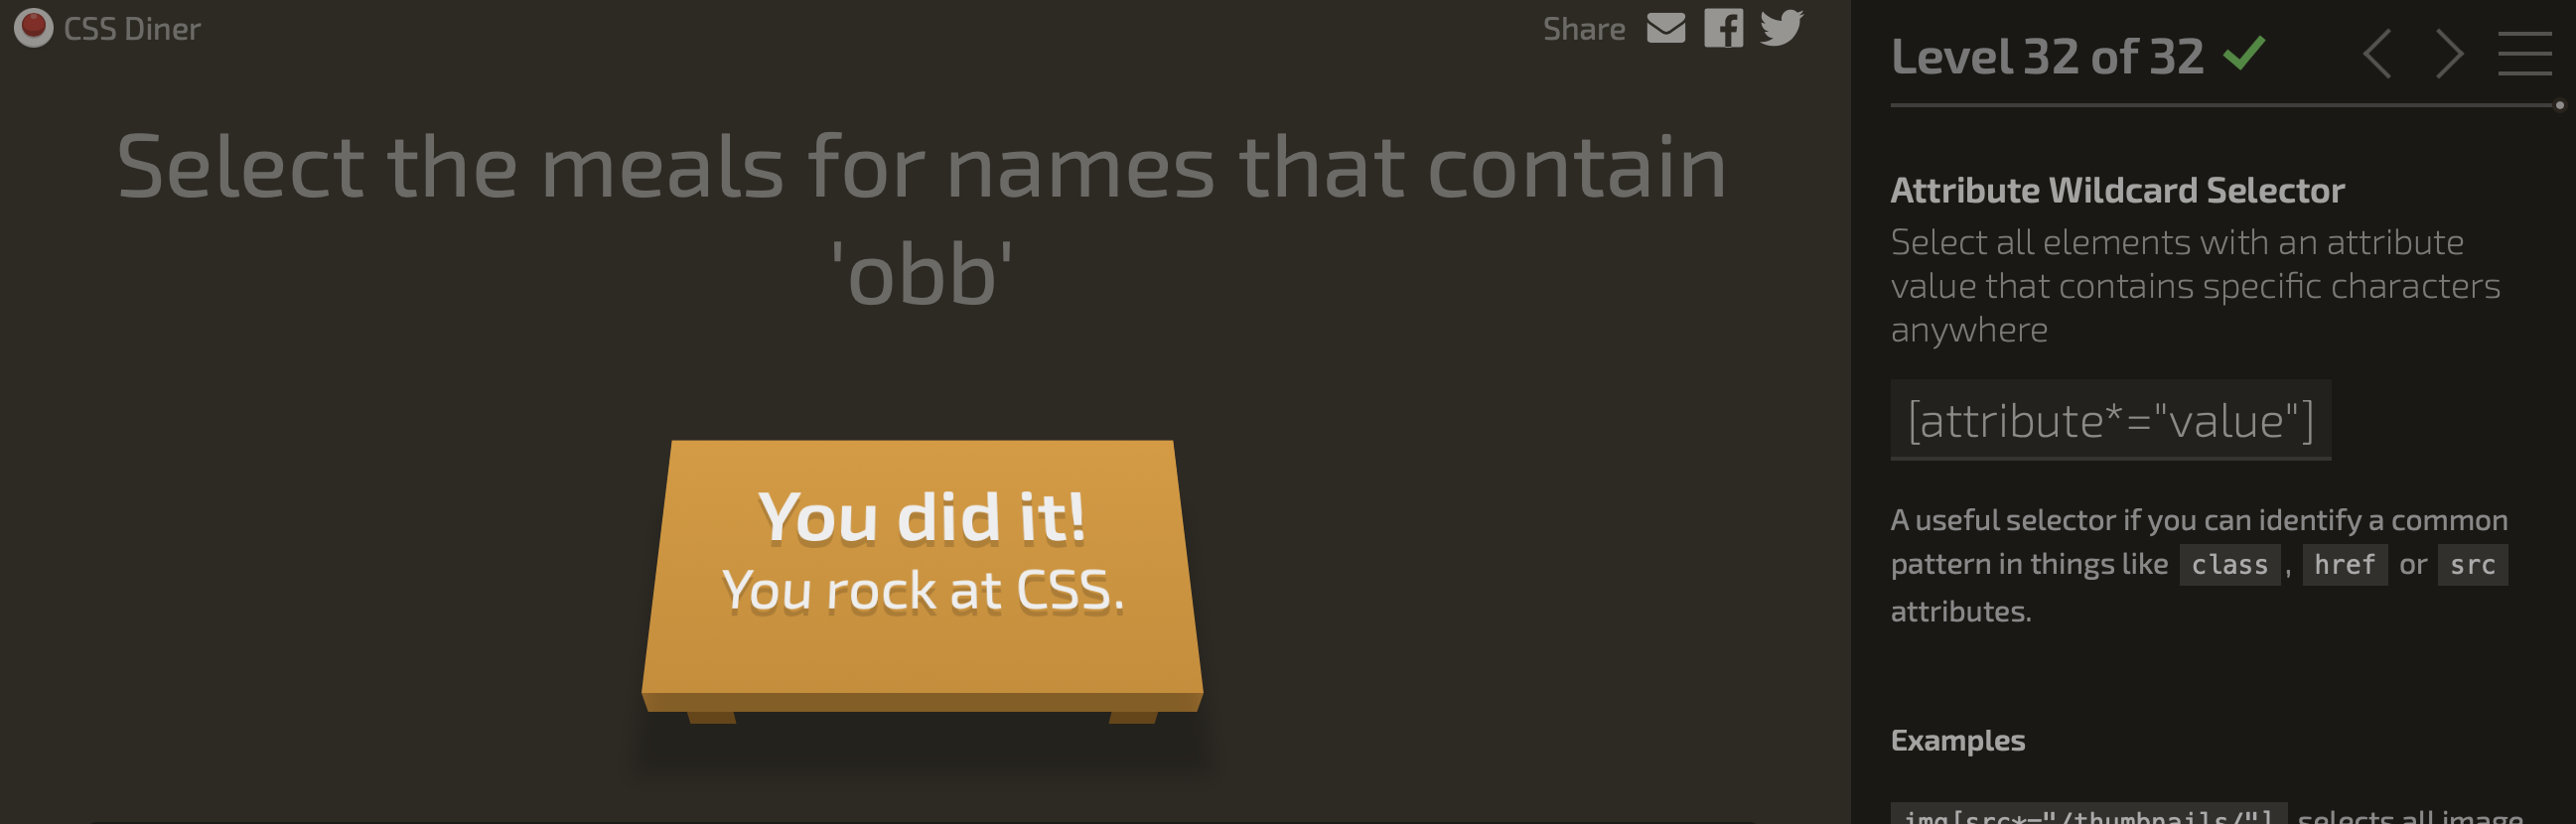 CSS Diner
Share
Select the meals for names that contain
'obb'
You did it!
You rock at CSS.
Level 32 of 32
Attribute Wildcard Selector
Select all elements with an attribute
value that contains specific characters
anywhere
[attribute*="value"]
A useful selector if you can identify a common
pattern in things like class, href or src
attributes.
Examples
img[src*="/thumbnails/"] selects all image